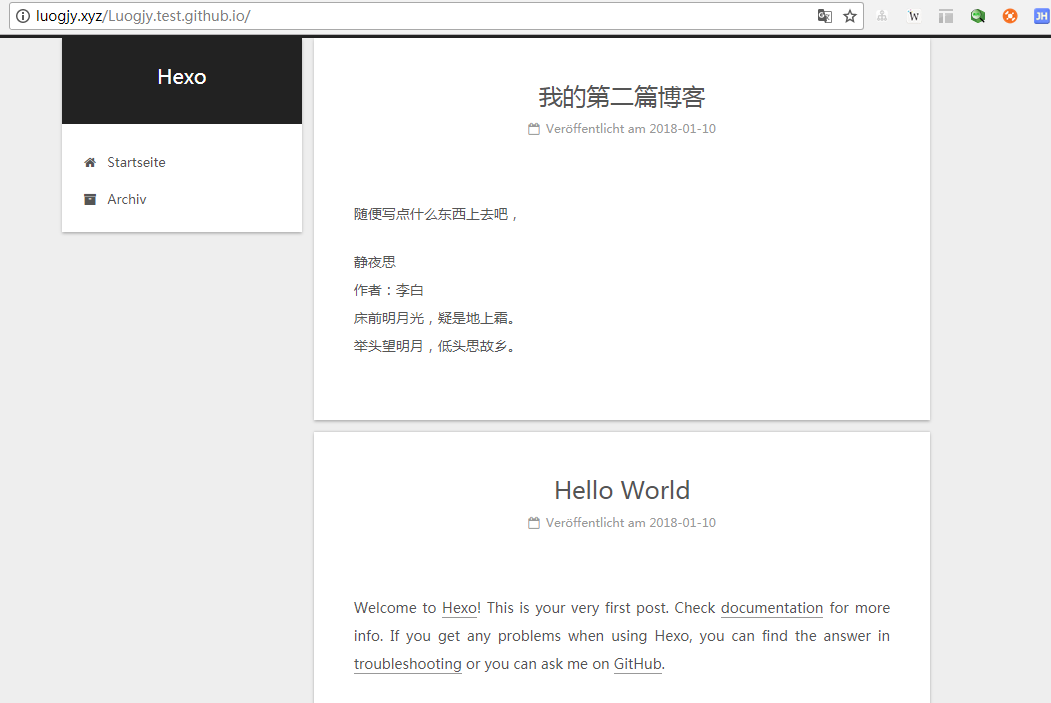 luogjy.xyz/Luogjy.test.github.io/
W
JH
Hexo
Startseite
Archiv
我的第二篇博客
Veröffentlicht am 2018-01-10
随便写点什么东西上去吧，
静夜思
作者：李白
床前明月光，疑是地上霜。
举头望明月，低头思故乡。
Hello World
Veröffentlicht am 2018-01-10
Welcome to Hexo! This is your very first post. Check documentation for more
info. If you get any problems when using Hexo, you can find the answer in
troubleshooting or you can ask me on GitHub.